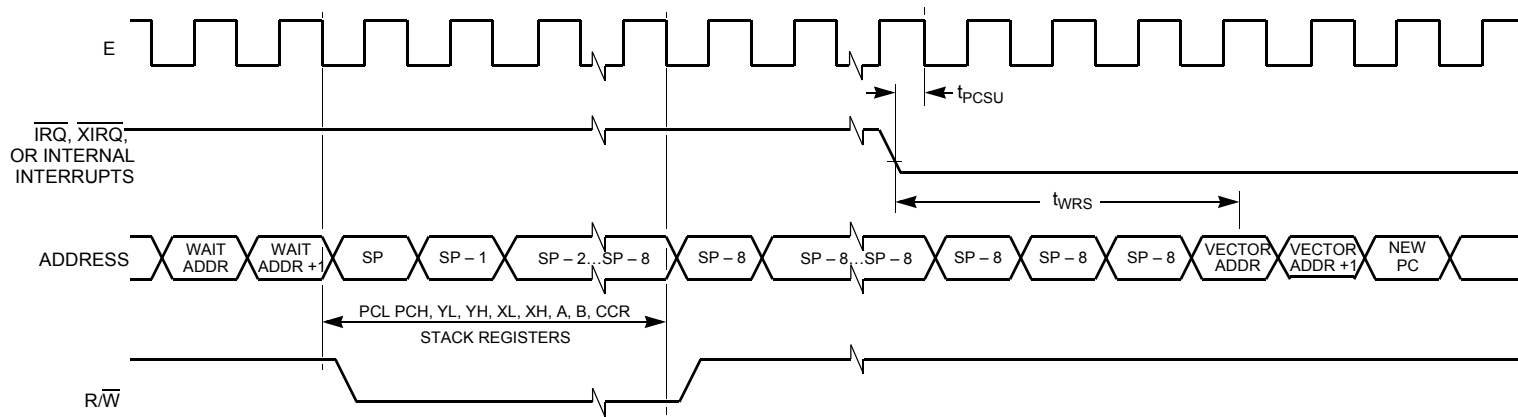 E
t_PCSU
IRQ, XIRQ,
OR INTERNAL
INTERRUPTS
t_WRS
ADDRESS
WAIT
ADDR
WAIT
ADDR +1
SP
SP – 1
SP – 2...SP – 8
SP – 8
SP – 8...SP – 8
SP – 8
SP – 8
SP – 8
VECTOR
ADDR
VECTOR
ADDR +1
NEW
PC
PCL PCH, YL, YH, XL, XH, A, B, CCR
STACK REGISTERS
R/W